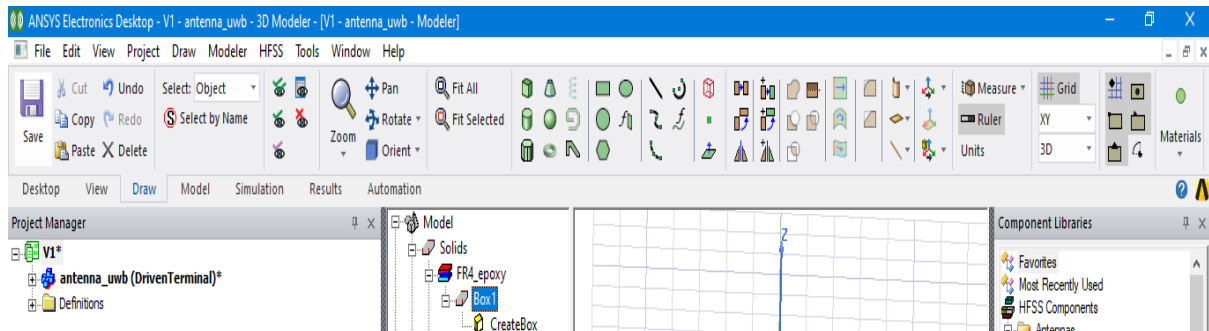 ANSYS Electronics Desktop - V1 - antenna_uwb - 3D Modeler - [V1 - antenna_uwb - Modeler]
File Edit View Project Draw Modeler HFSS Tools Window Help
Save
Cut Undo
Copy Redo
Paste Delete
Select: Object
Select by Name
Zoom
Pan
Rotate
Orient
Fit All
Fit Selected
Measure
Ruler
Units
Grid
XY
3D
Materials
Desktop View Draw Model Simulation Results Automation
Project Manager
V1*
antenna_uwb (DrivenTerminal)*
Definitions
Model
Solids
FR4_epoxy
Box1
CreateBox
Z
Component Libraries
Favorites
Most Recently Used
HFSS Components
Antennas